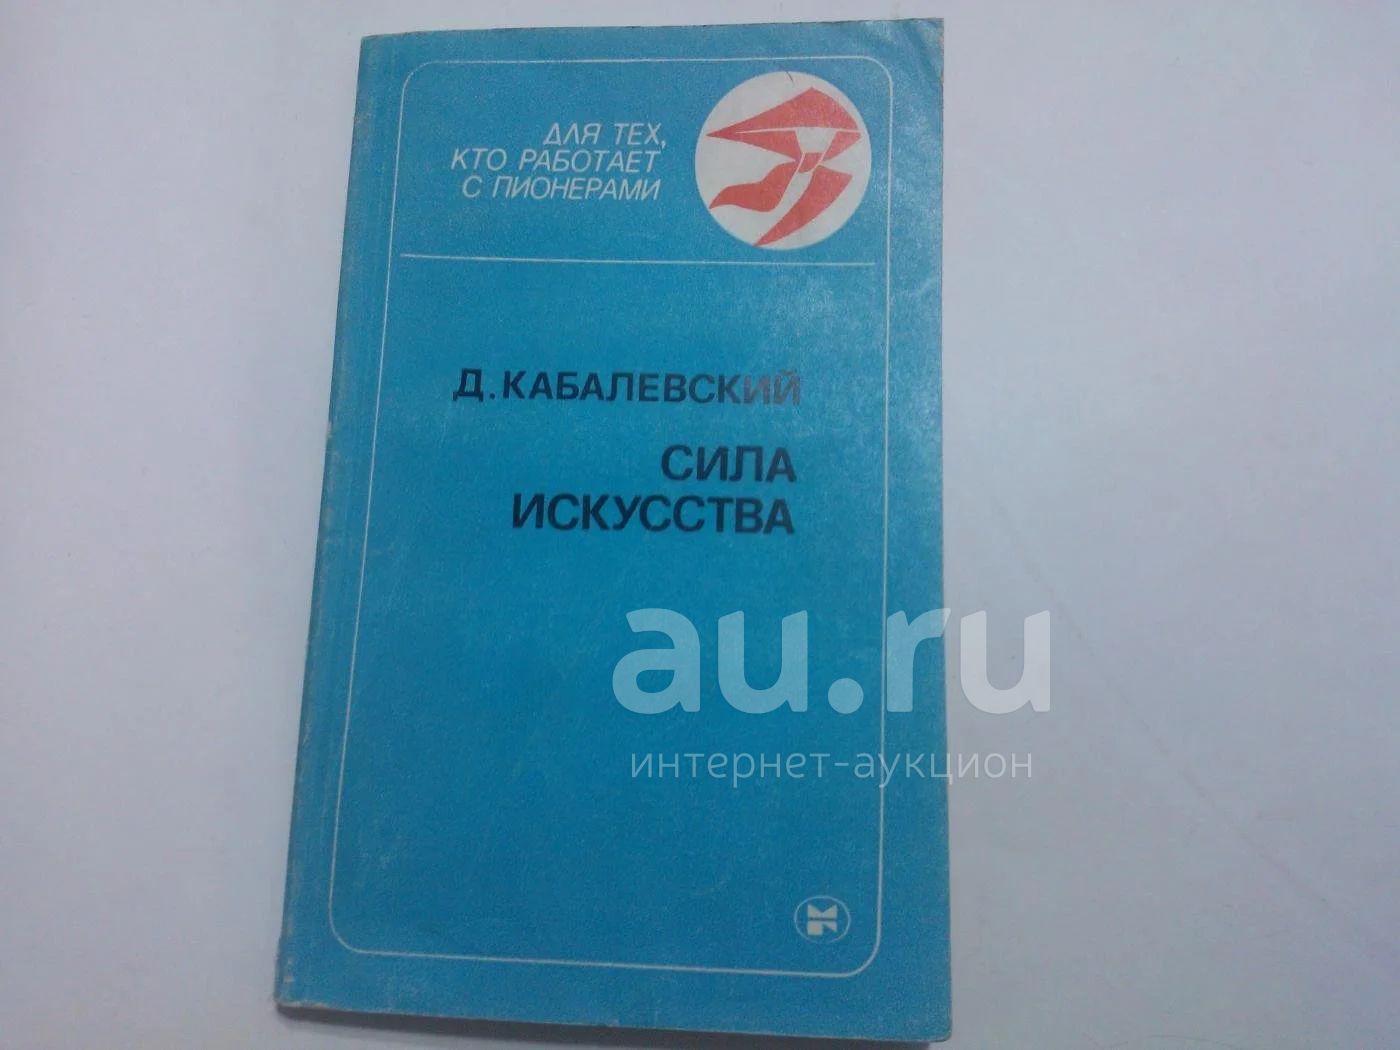 ДЛЯ ТЕХ,
КТО РАБОТАЕТ
С ПИОНЕРАМИ
Д. КАБАЛЕВСКИЙ
СИЛА
ИСКУССТВА
au.ru
интернет-аукцион